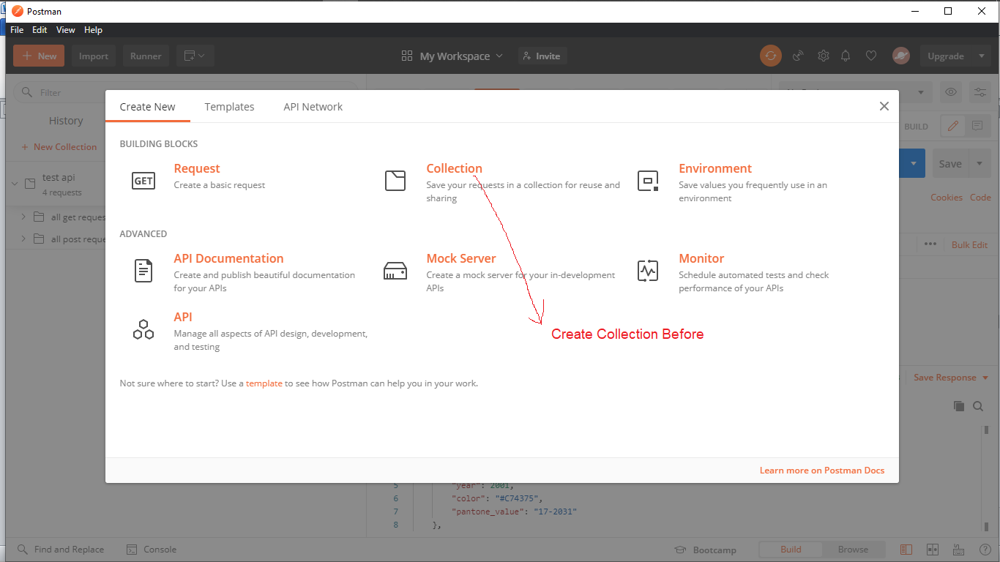 Postman
File Edit View Help
New Import Runner My Workspace Invite Upgrade
Filter
History
BUILD
New Collection
Save
test api
4 requests
Cookies Code
all get reques
all post reque
Bulk Edit
Create New Templates API Network
BUILDING BLOCKS
GET
Request
Create a basic request
Collection
Save your requests in a collection for reuse and
sharing
Environment
Save values you frequently use in an
environment
ADVANCED
API Documentation
Create and publish beautiful documentation
for your APIs
Mock Server
Create a mock server for your in-development
APIs
Monitor
Schedule automated tests and check
performance of your APIs
API
Manage all aspects of API design, development,
and testing
Create Collection Before
Not sure where to start? Use a template to see how Postman can help you in your work.
Save Response
Learn more on Postman Docs
5 "year": 2001,
6 "color": "#C74375",
7 "pantone_value": "17-2031"
8 },
Find and Replace Console Bootcamp Build Browse